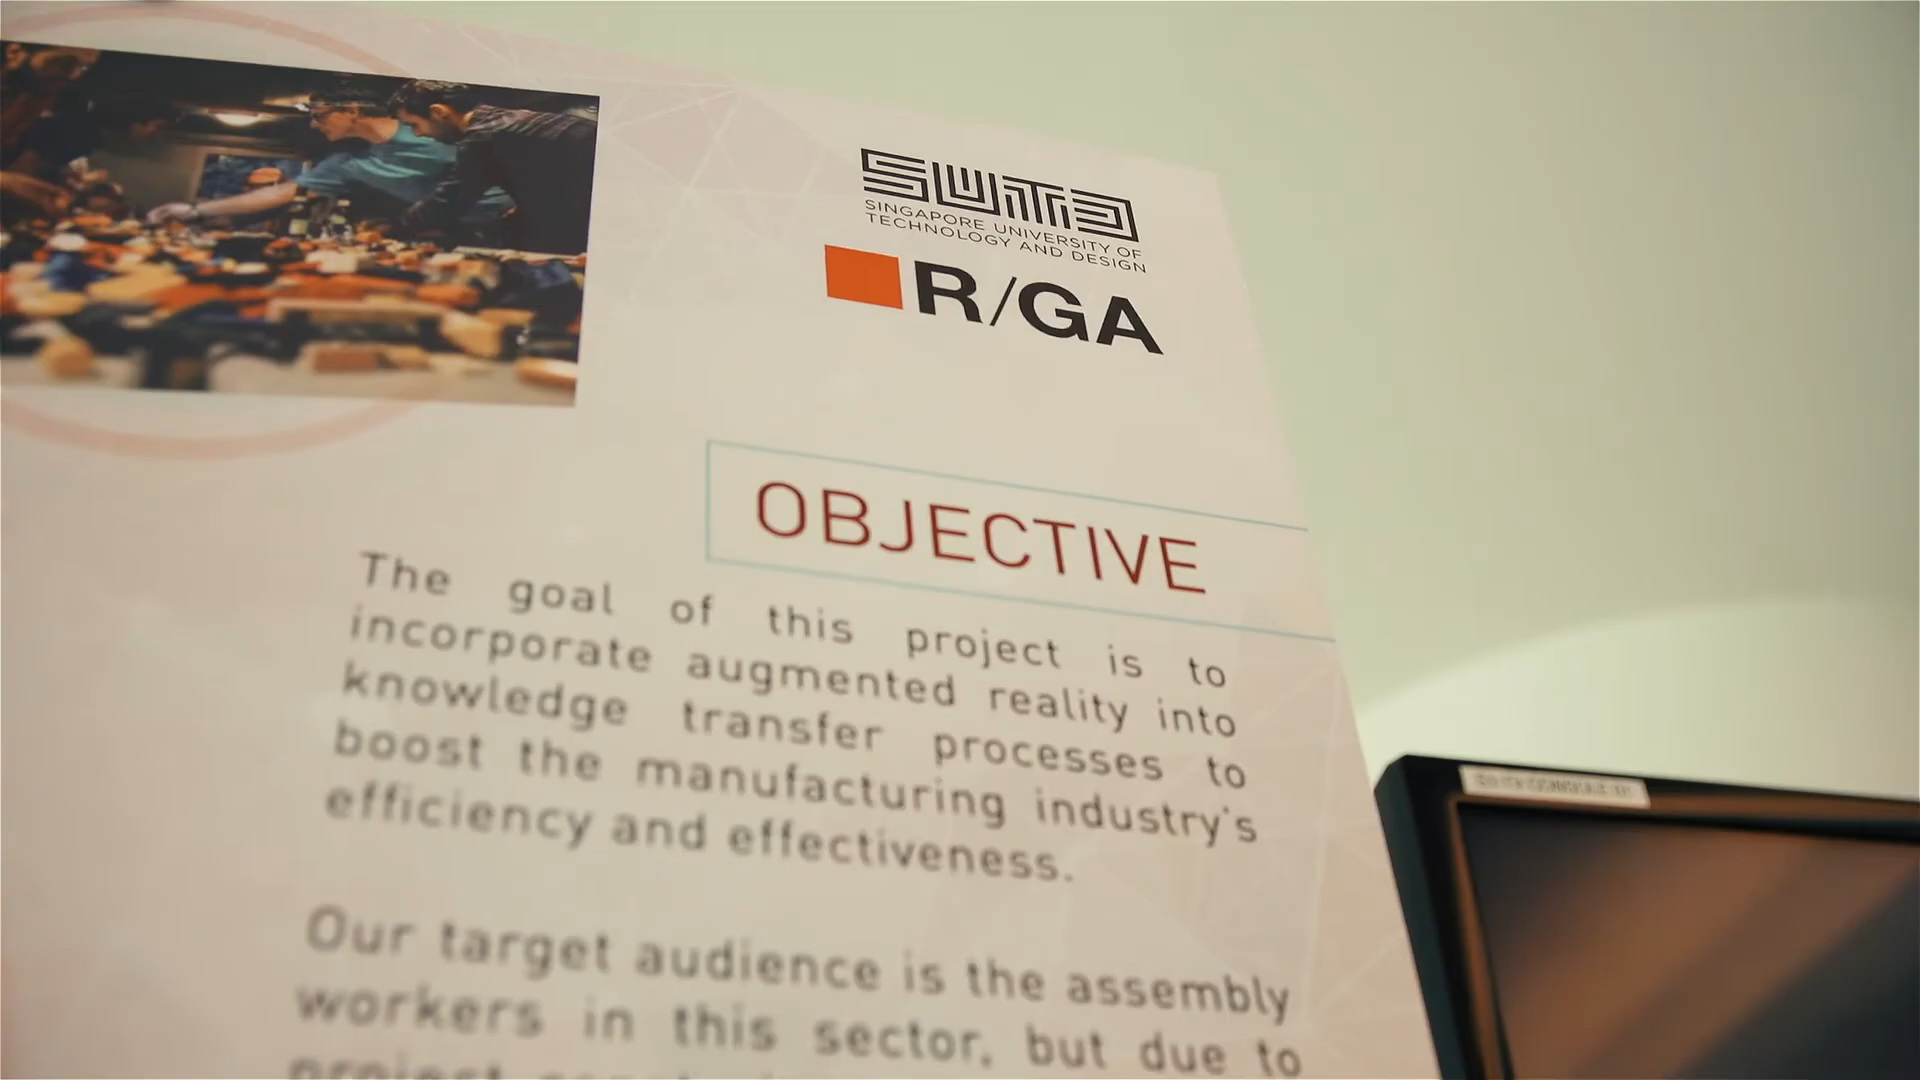 SUTD
SINGAPORE UNIVERSITY OF
TECHNOLOGY AND DESIGN
R/GA
OBJECTIVE
The goal of this project is to
incorporate augmented reality into
knowledge transfer processes to
boost the manufacturing industry's
efficiency and effectiveness.
Our target audience is the assembly
workers in this sector, but due to
project